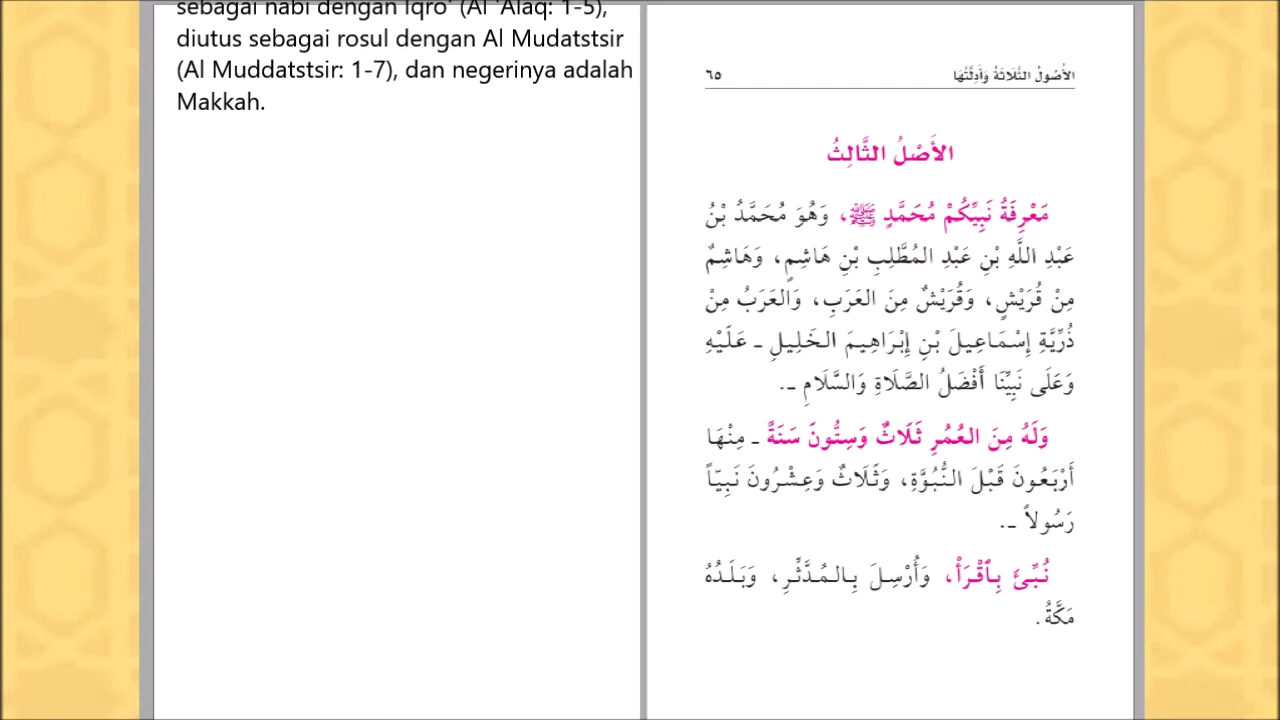 sebagai nabi dengan Iqro' (Al 'Alaq: 1-5),
diutus sebagai rosul dengan Al Mudatstsir
(Al Muddatstsir: 1-7), dan negerinya adalah
Makkah.
الأُصُولُ الثَّلَاثَةُ وَأَدِلَّتُهَا
٦٥
الأَصْلُ الثَّالِثُ
مَعْرِفَةُ نَبِيِّكُمْ مُحَمَّدٍ ﷺ، وَهُوَ مُحَمَّدُ بْنُ
عَبْدِ اللَّهِ بْنِ عَبْدِ المُطَّلِبِ بْنِ هَاشِمٍ، وَهَاشِمٌ
مِنْ قُرَيْشٍ، وَقُرَيْشٌ مِنَ العَرَبِ، وَالعَرَبُ مِنْ
ذُرِّيَّةِ إِسْمَاعِيلَ بْنِ إِبْرَاهِيمَ الخَلِيلِ ـ عَلَيْهِ
وَعَلَى نَبِيِّنَا أَفْضَلُ الصَّلَاةِ وَالسَّلَامِ ـ.
وَلَهُ مِنَ العُمُرِ ثَلَاثٌ وَسِتُّونَ سَنَةً ـ مِنْهَا
أَرْبَعُونَ قَبْلَ النُّبُوَّةِ، وَثَلَاثٌ وَعِشْرُونَ نَبِيّاً
رَسُولاً ـ.
نُبِّئَ بِٱقْرَأْ، وَأُرْسِلَ بِالمُدَّثِّرِ، وَبَلَدُهُ
مَكَّةُ.